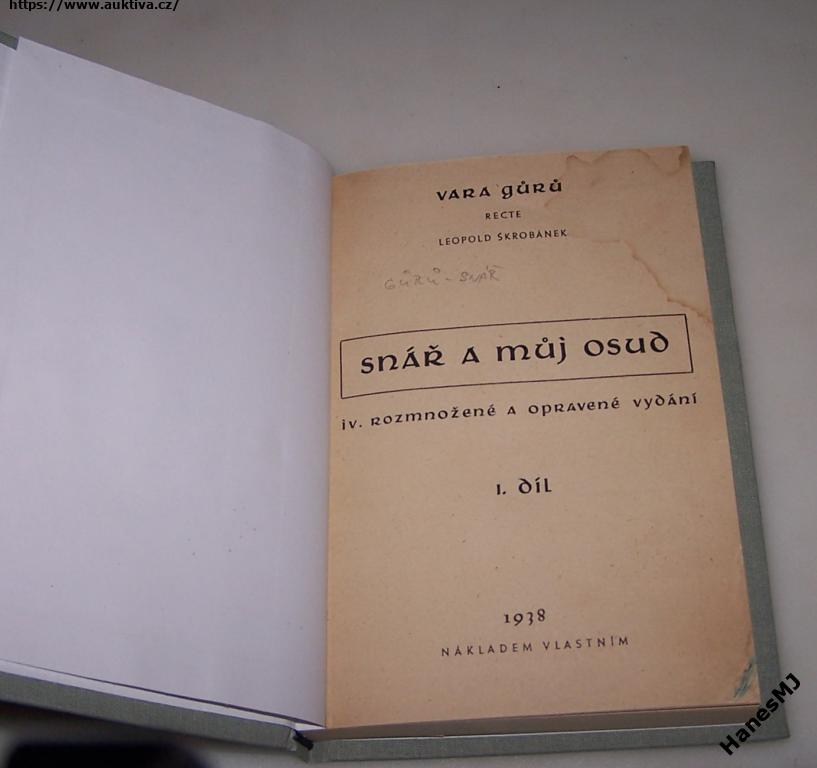 https://www.auktiva.cz/
VARA GŮRŮ
RECTE
LEOPOLD ŠKROBÁNEK
GŮRŮ - SNÁŘ
SNÁŘ A MŮJ OSUD
IV. ROZMNOŽENÉ A OPRAVENÉ VYDÁNÍ
I. DÍL
1938
NÁKLADEM VLASTNÍM
HanesMJ